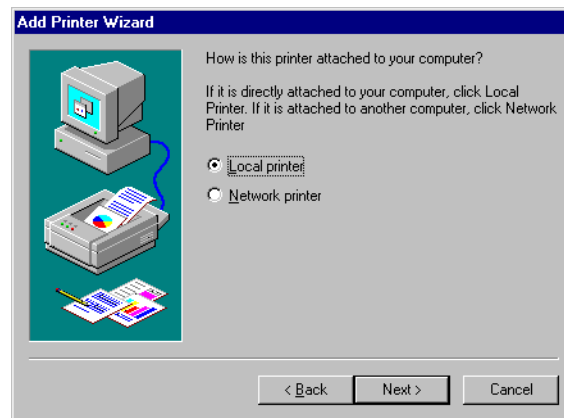 Add Printer Wizard
How is this printer attached to your computer?
If it is directly attached to your computer, click Local
Printer. If it is attached to another computer, click Network
Printer
Local printer
Network printer
< Back
Next >
Cancel